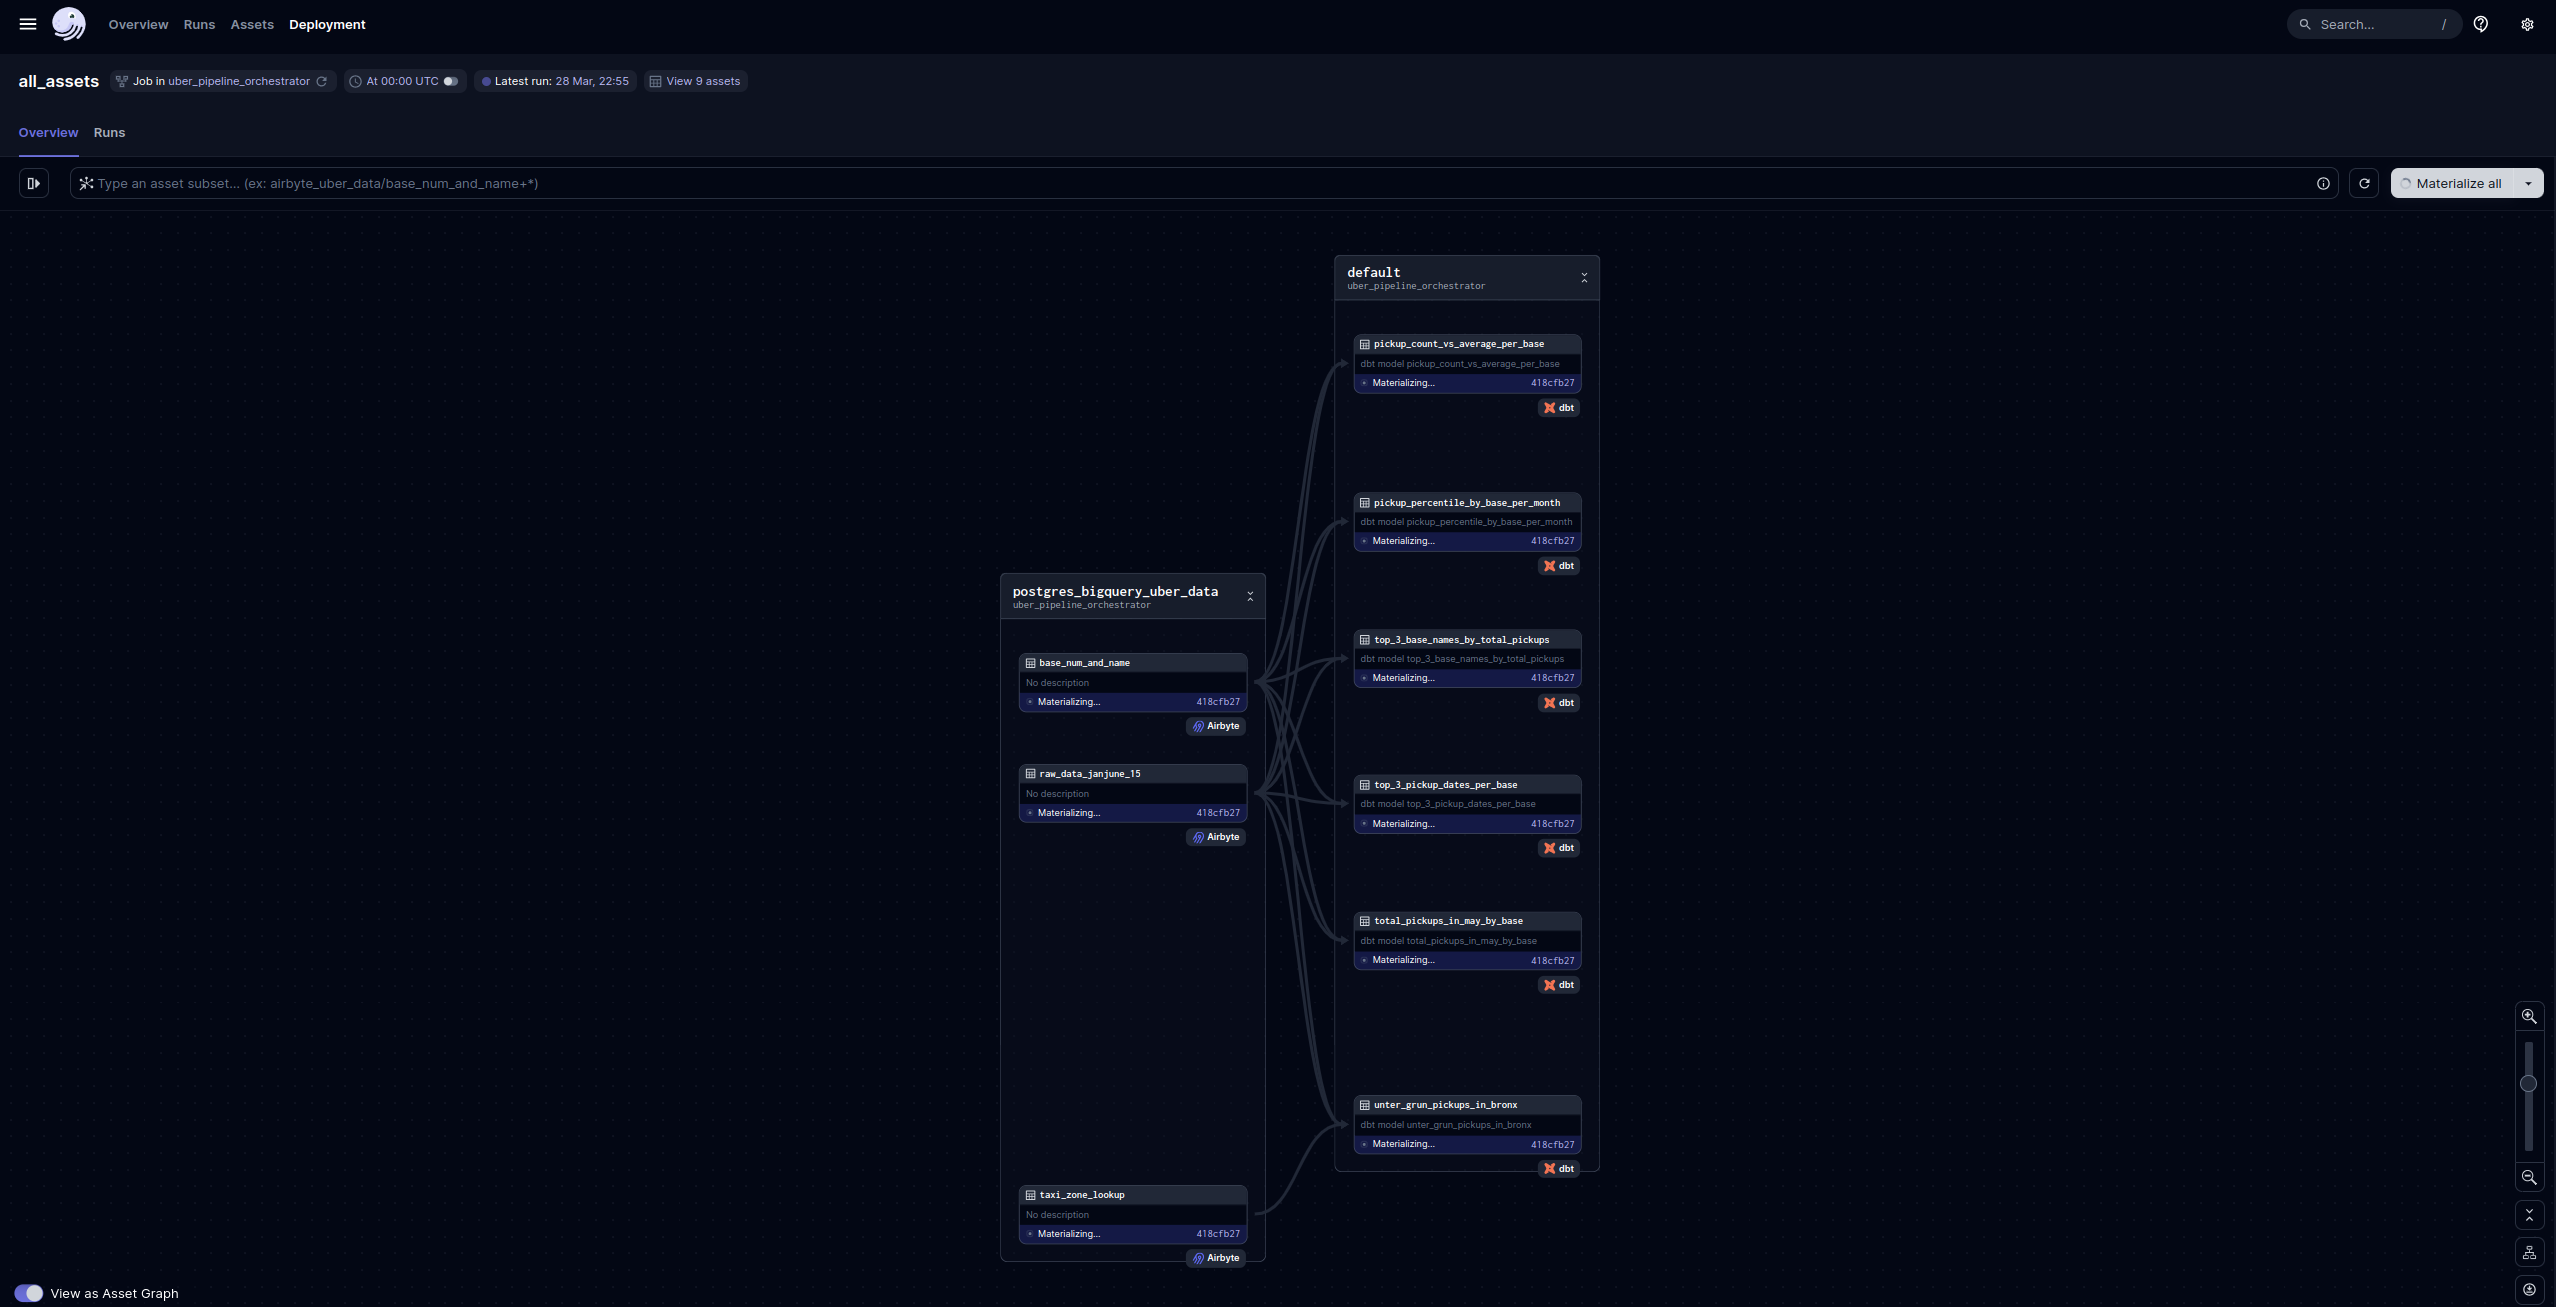 Overview Runs Assets Deployment Search... /
all_assets Job in uber_pipeline_orchestrator At 00:00 UTC Latest run: 28 Mar, 22:55 View 9 assets
Overview Runs
Type an asset subset... (ex: airbyte_uber_data/base_num_and_name+*) Materialize all
default
uber_pipeline_orchestrator
pickup_count_vs_average_per_base
dbt model pickup_count_vs_average_per_base
Materializing... 418cfb27
dbt
pickup_percentile_by_base_per_month
dbt model pickup_percentile_by_base_per_month
Materializing... 418cfb27
dbt
postgres_bigquery_uber_data
uber_pipeline_orchestrator
base_num_and_name
No description
Materializing... 418cfb27
Airbyte
raw_data_janjune_15
No description
Materializing... 418cfb27
Airbyte
top_3_base_names_by_total_pickups
dbt model top_3_base_names_by_total_pickups
Materializing... 418cfb27
dbt
top_3_pickup_dates_per_base
dbt model top_3_pickup_dates_per_base
Materializing... 418cfb27
dbt
total_pickups_in_may_by_base
dbt model total_pickups_in_may_by_base
Materializing... 418cfb27
dbt
unter_grun_pickups_in_bronx
dbt model unter_grun_pickups_in_bronx
Materializing... 418cfb27
dbt
taxi_zone_lookup
No description
Materializing... 418cfb27
Airbyte
View as Asset Graph